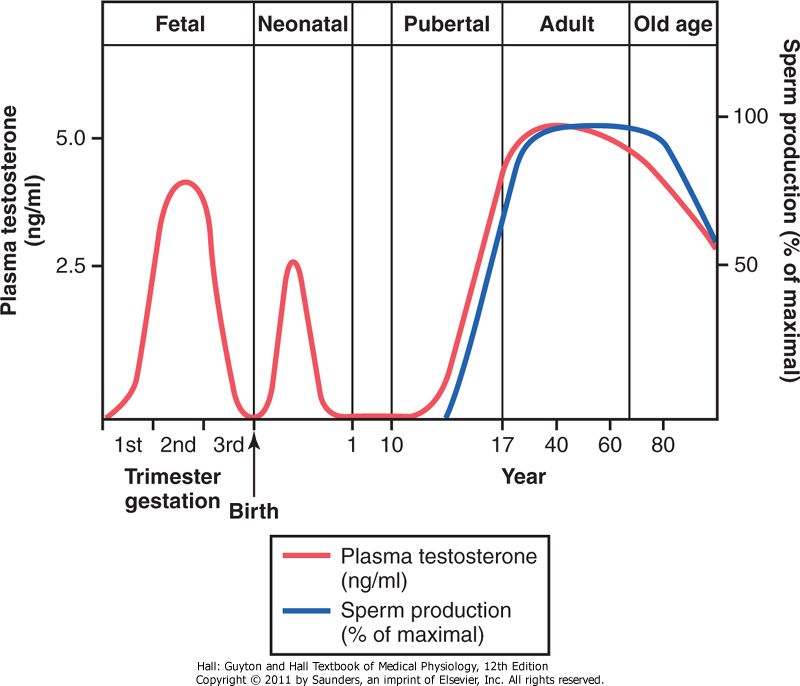 Fetal
Neonatal
Pubertal
Adult
Old age
Plasma testosterone
(ng/ml)
5.0
2.5
Sperm production (% of maximal)
100
50
1st 2nd 3rd 1 10 17 40 60 80
Trimester
gestation
Birth
Year
Plasma testosterone
(ng/ml)
Sperm production
(% of maximal)
Hall: Guyton and Hall Textbook of Medical Physiology, 12th Edition
Copyright © 2011 by Saunders, an imprint of Elsevier, Inc. All rights reserved.